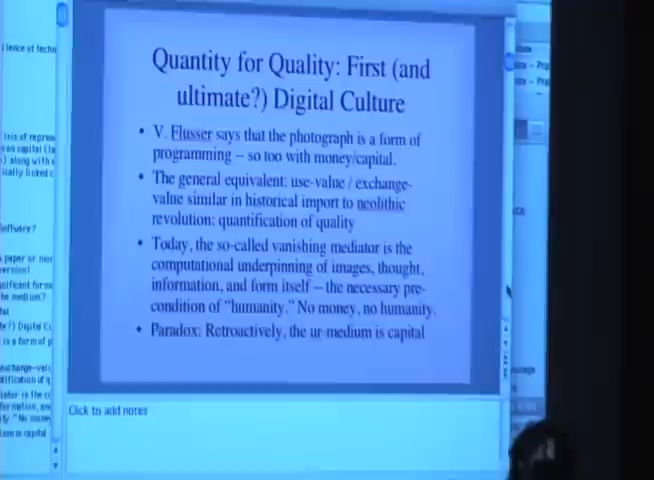 Quantity for Quality: First (and
ultimate?) Digital Culture
• V. Flusser says that the photograph is a form of
programming – so too with money/capital.
• The general equivalent: use-value / exchange-
value similar in historical import to neolithic
revolution: quantification of quality
• Today, the so-called vanishing mediator is the
computational underpinning of images, thought,
information, and form itself – the necessary pre-
condition of "humanity." No money, no humanity.
• Paradox: Retroactively, the ur-medium is capital
Click to add notes